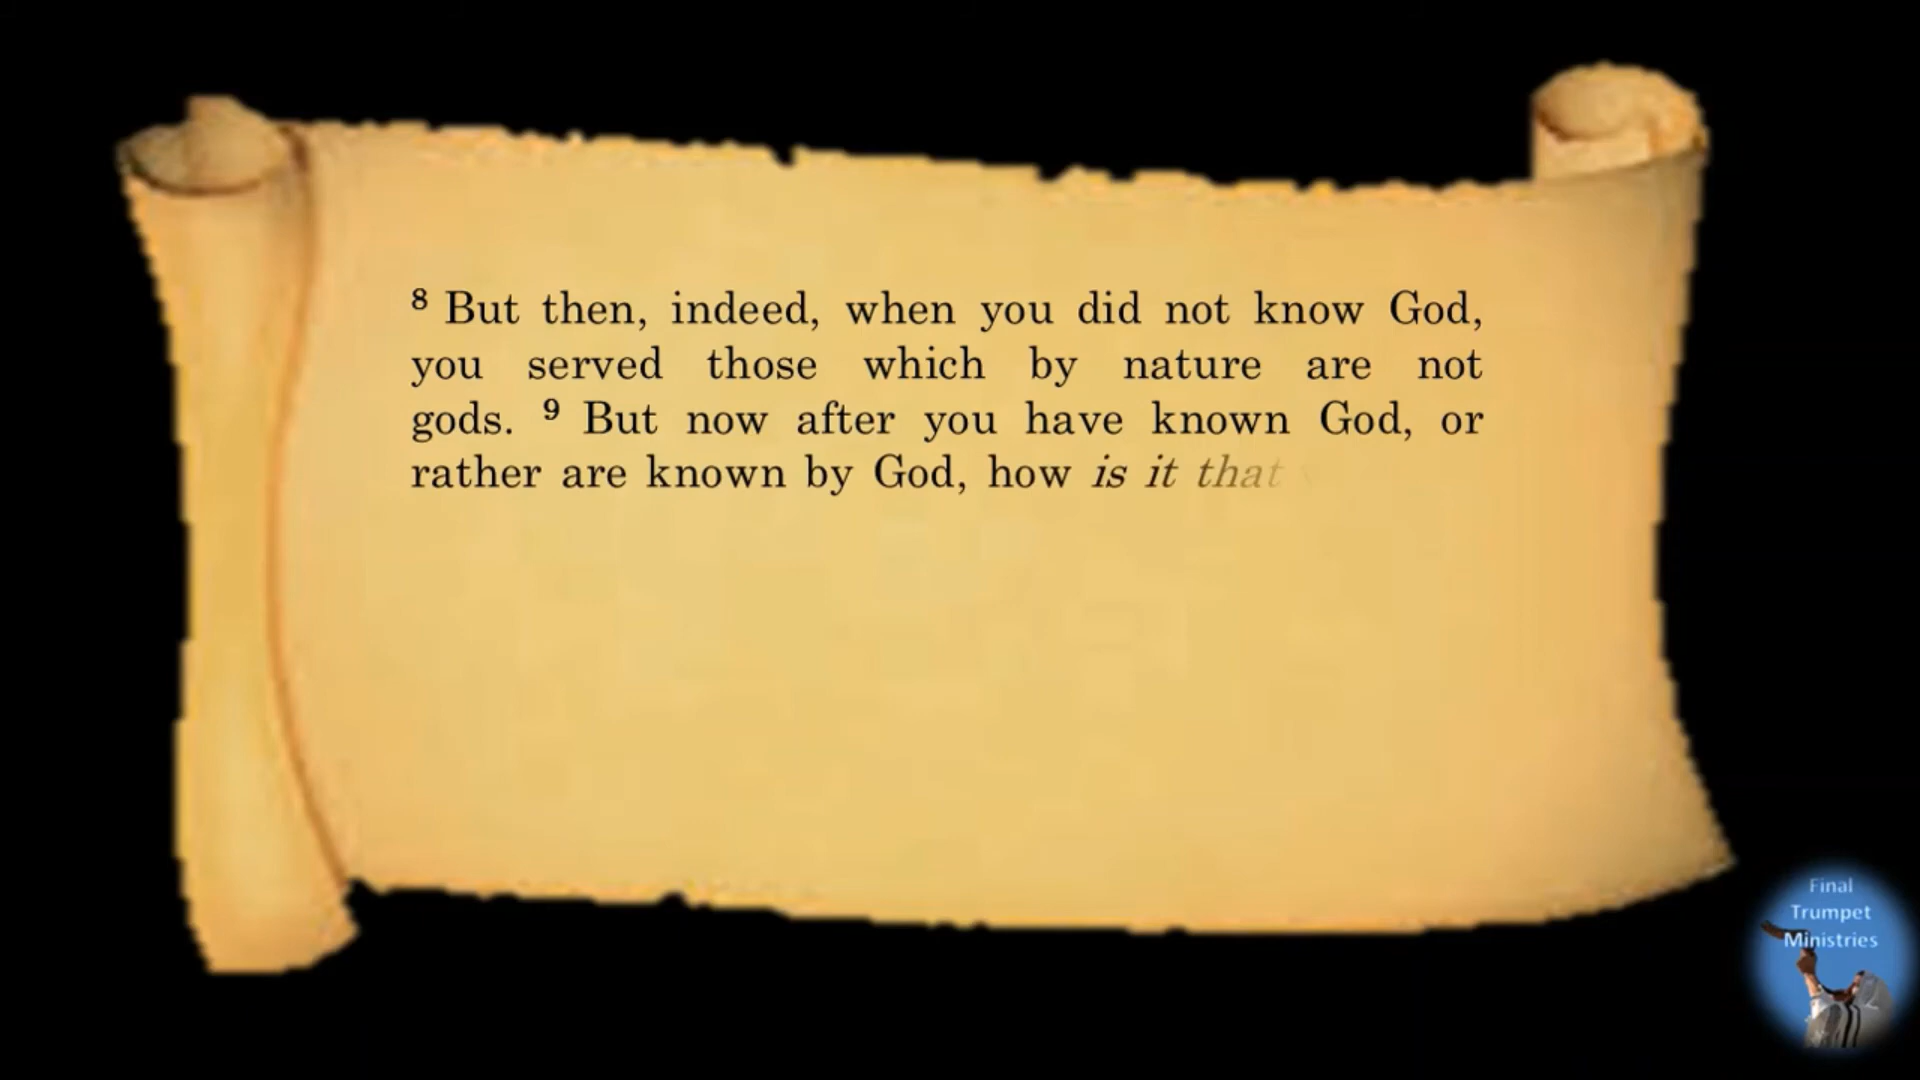 ⁸ But then, indeed, when you did not know God,
you served those which by nature are not
gods. ⁹ But now after you have known God, or
rather are known by God, how is it that
Final
Trumpet
Ministries